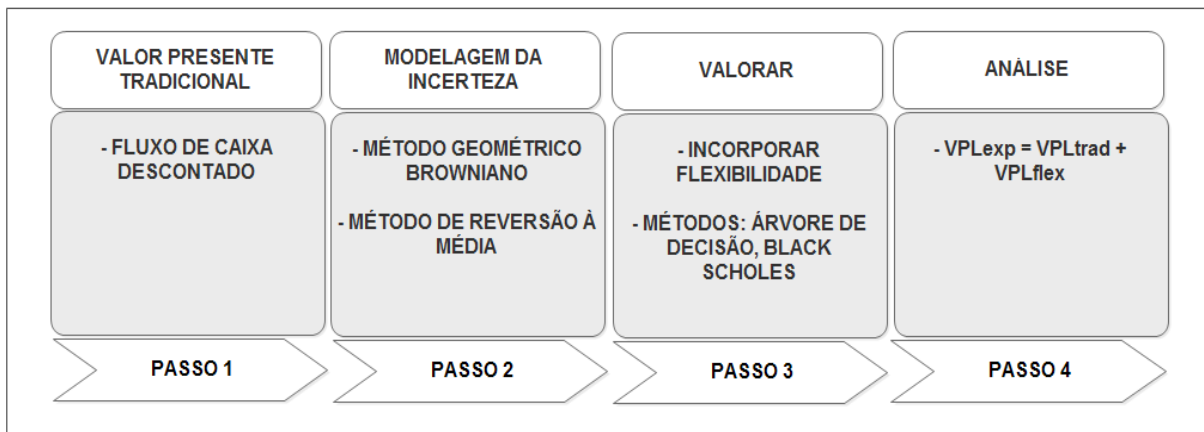 VALOR PRESENTE
TRADICIONAL
MODELAGEM DA
INCERTEZA
VALORAR
ANÁLISE
- FLUXO DE CAIXA
DESCONTADO
- MÉTODO GEOMÉTRICO
BROWNIANO
- MÉTODO DE REVERSÃO À
MÉDIA
- INCORPORAR
FLEXIBILIDADE
- MÉTODOS: ÁRVORE DE
DECISÃO, BLACK
SCHOLES
- VPLexp = VPLtrad +
VPLflex
PASSO 1
PASSO 2
PASSO 3
PASSO 4